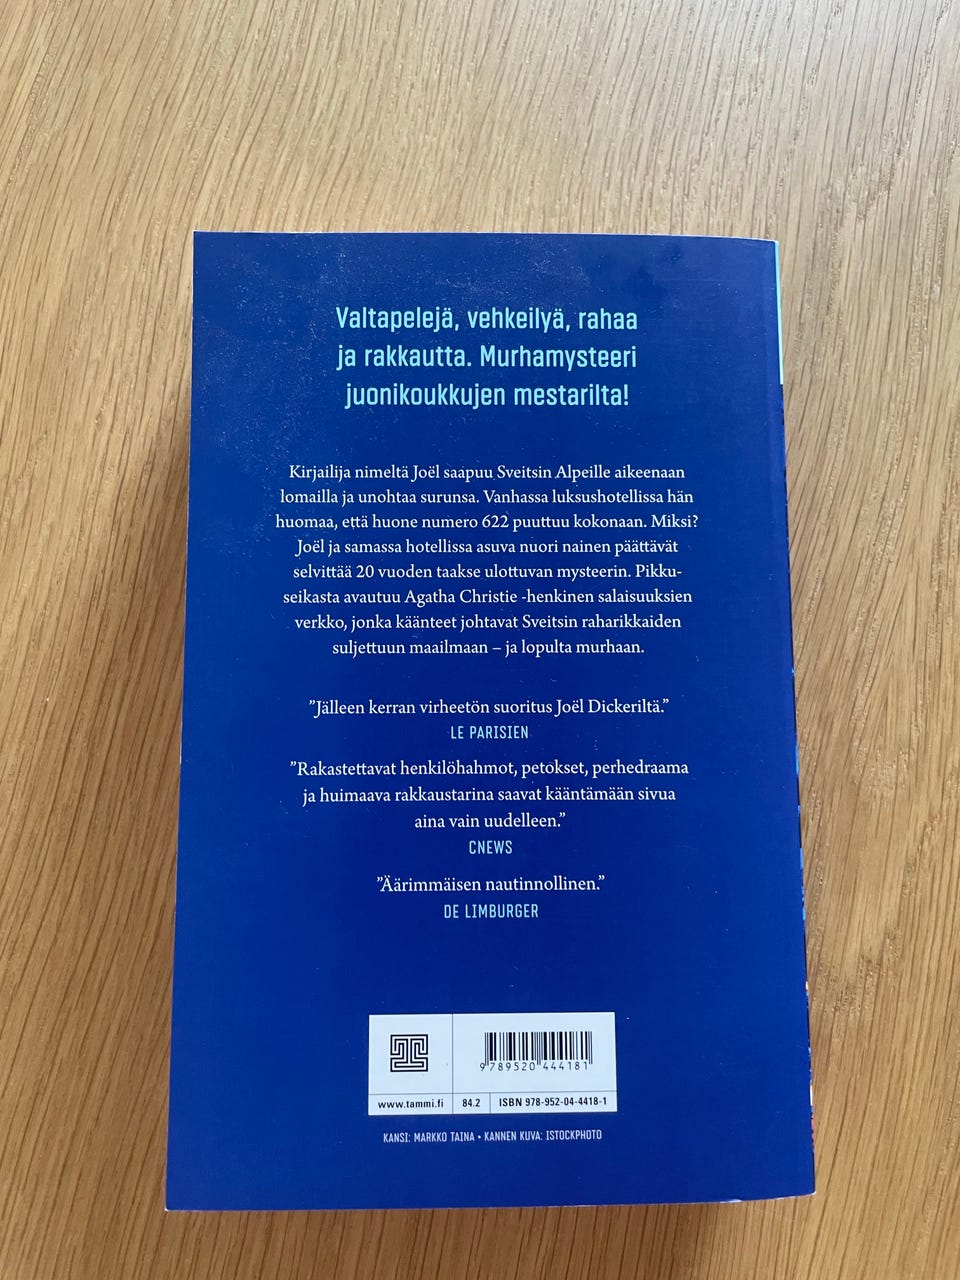 Valtapelejä, vehkeilyä, rahaa
ja rakkautta. Murhamysteeri
juonikoukkujen mestarilta!
Kirjailija nimeltä Joël saapuu Sveitsin Alpeille aikeenaan
lomailla ja unohtaa surunsa. Vanhassa luksushotellissa hän
huomaa, että huone numero 622 puuttuu kokonaan. Miksi?
Joël ja samassa hotellissa asuva nuori nainen päättävät
selvittää 20 vuoden taakse ulottuvan mysteerin. Pikku-
seikasta avautuu Agatha Christie -henkinen salaisuuksien
verkko, jonka käänteet johtavat Sveitsin raharikkaiden
suljettuun maailmaan – ja lopulta murhaan.
”Jälleen kerran virheetön suoritus Joël Dickeriltä.”
LE PARISIEN
”Rakastettavat henkilöhahmot, petokset, perhedraama
ja huimaava rakkaustarina saavat kääntämään sivua
aina vain uudelleen.”
CNEWS
”Äärimmäisen nautinnollinen.”
DE LIMBURGER
9 789520 444181
www.tammi.fi 84.2 ISBN 978-952-04-4418-1
KANSI: MARKKO TAINA • KANNEN KUVA: ISTOCKPHOTO